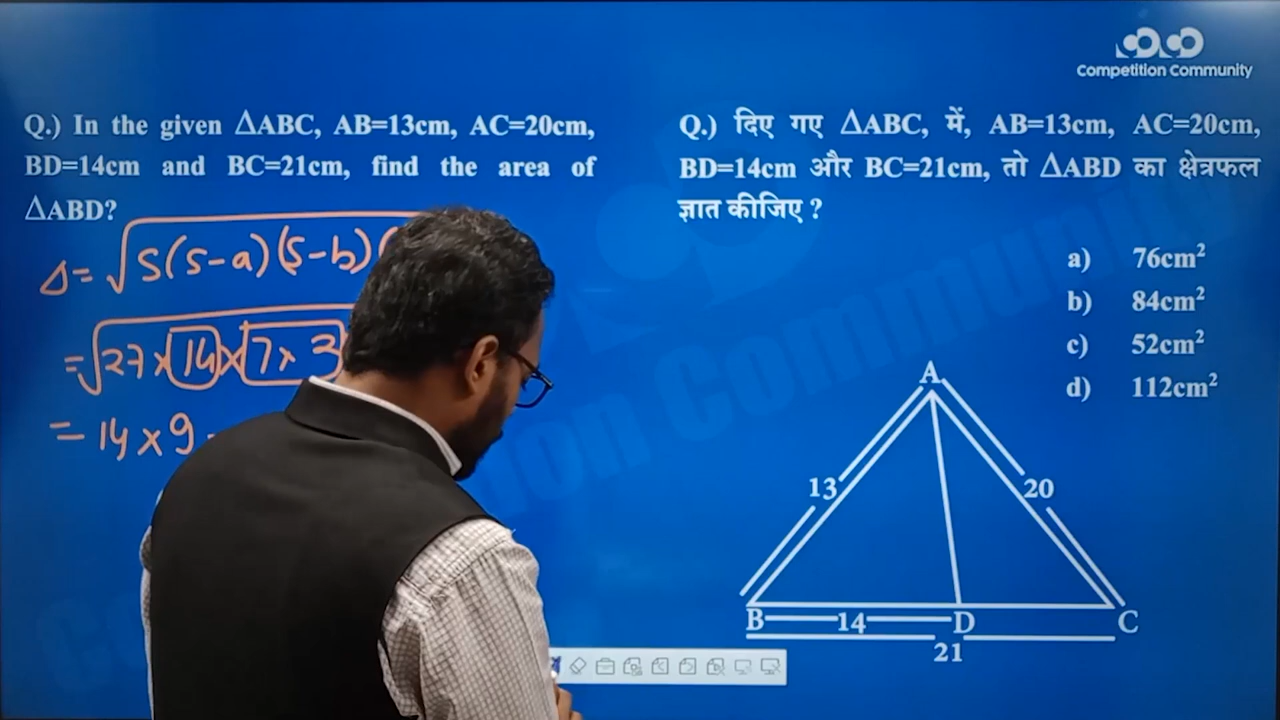 Competition Community
Q.) In the given ΔABC, AB=13cm, AC=20cm,
BD=14cm and BC=21cm, find the area of
ΔABD?
Δ= √S(S-a)(S-b)(
=√27×14×7×3
= 14×9
Q.) दिए गए ΔABC, में, AB=13cm, AC=20cm,
BD=14cm और BC=21cm, तो ΔABD का क्षेत्रफल
ज्ञात कीजिए ?
a) 76cm²
b) 84cm²
c) 52cm²
d) 112cm²
A
13
20
B
14
D
C
21